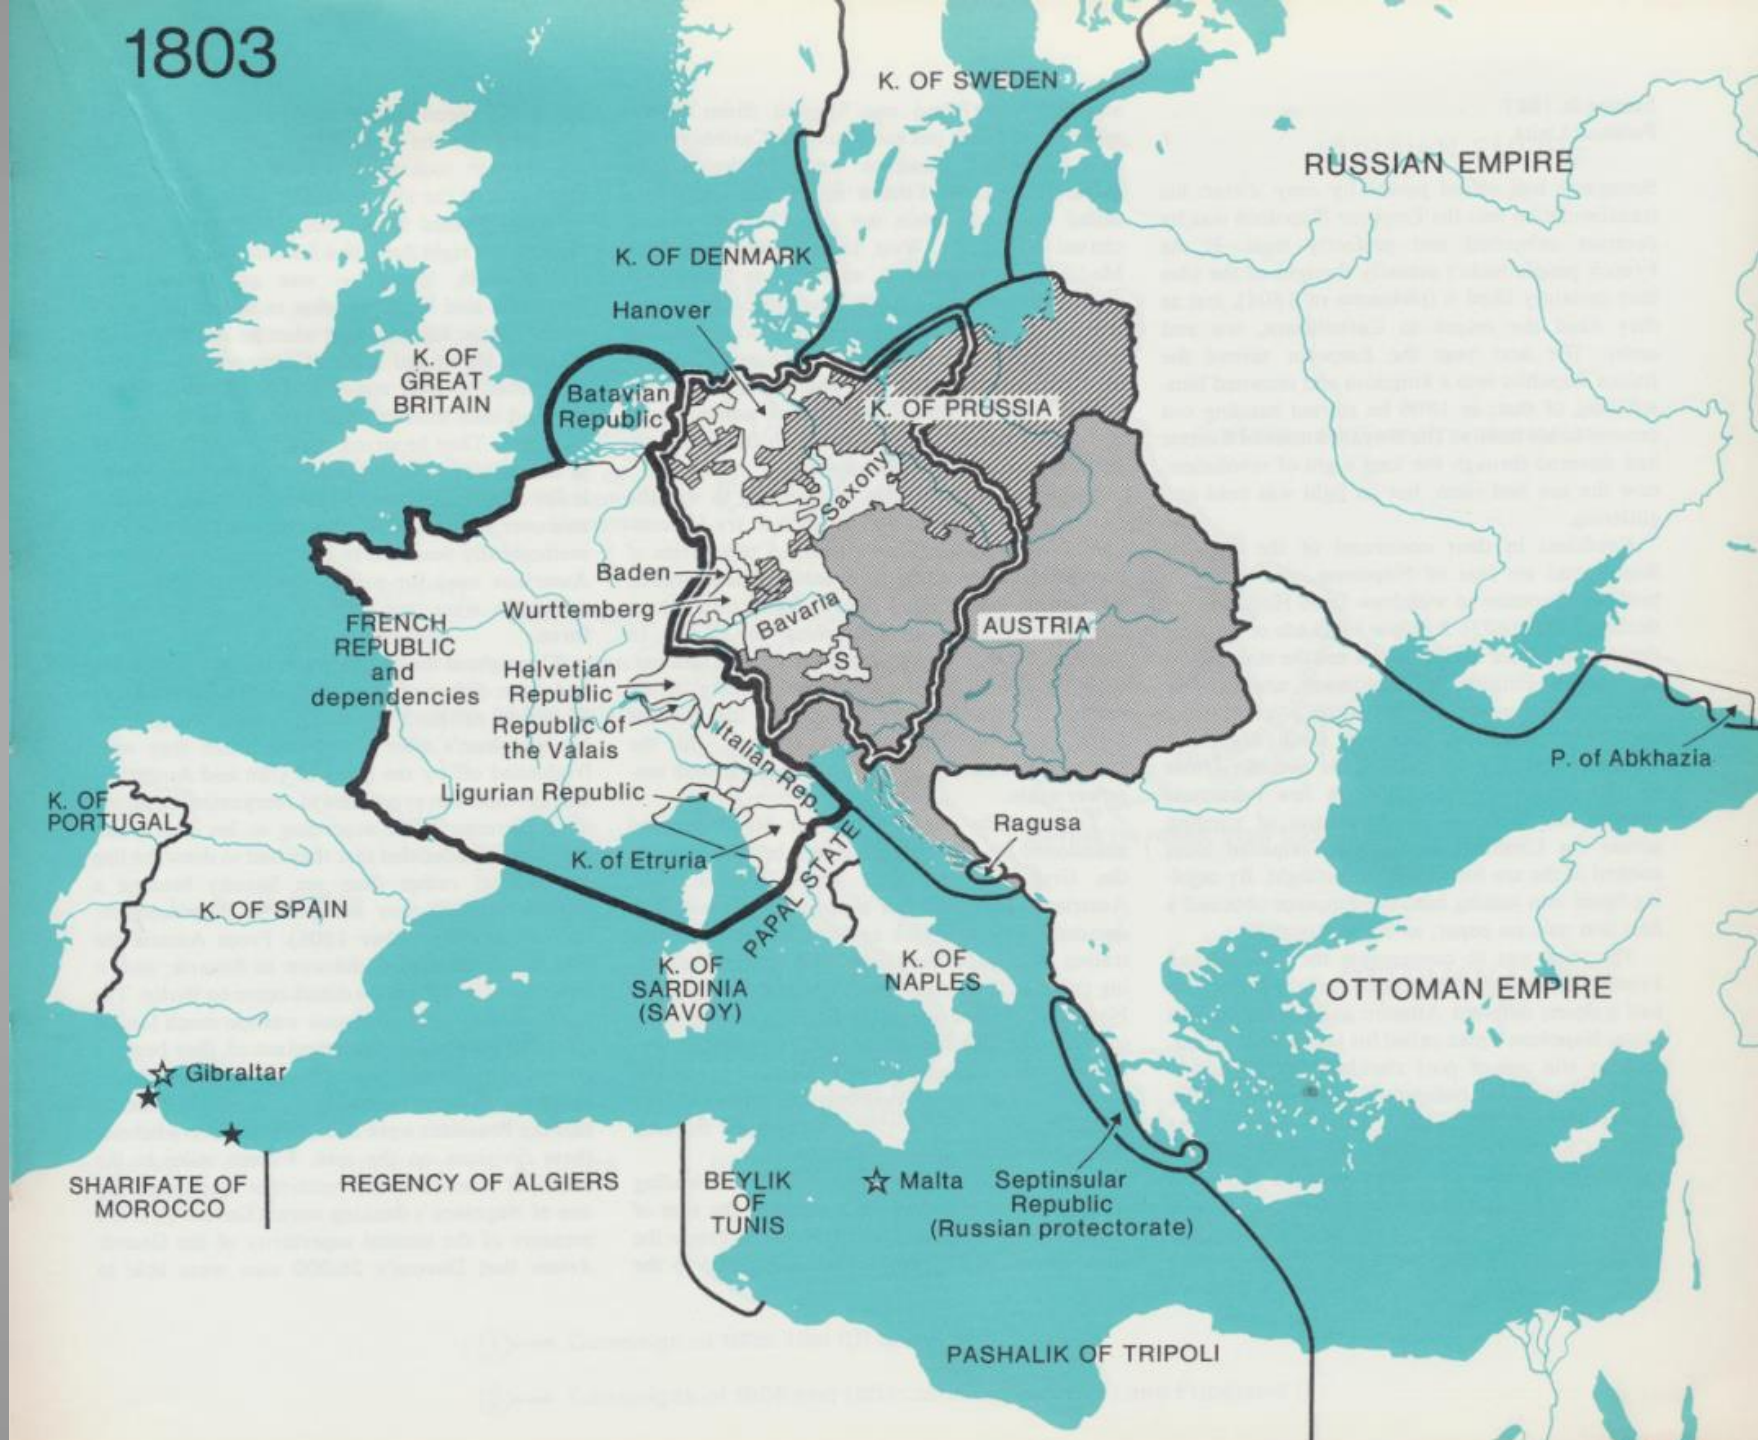 1803
K. OF SWEDEN
RUSSIAN EMPIRE
K. OF DENMARK
Hanover
K. OF
GREAT
BRITAIN
Batavian
Republic
K. OF PRUSSIA
Saxony
Baden
Wurttemberg
Bavaria
S
AUSTRIA
FRENCH
REPUBLIC
and
dependencies
Helvetian
Republic
Republic of
the Valais
Italian Rep.
Ligurian Republic
K. of Etruria
P. of Abkhazia
K. OF
PORTUGAL
Ragusa
K. OF SPAIN
PAPAL STATE
K. OF
SARDINIA
(SAVOY)
K. OF
NAPLES
OTTOMAN EMPIRE
Gibraltar
SHARIFATE OF
MOROCCO
REGENCY OF ALGIERS
BEYLIK
OF
TUNIS
Malta
Septinsular
Republic
(Russian protectorate)
PASHALIK OF TRIPOLI